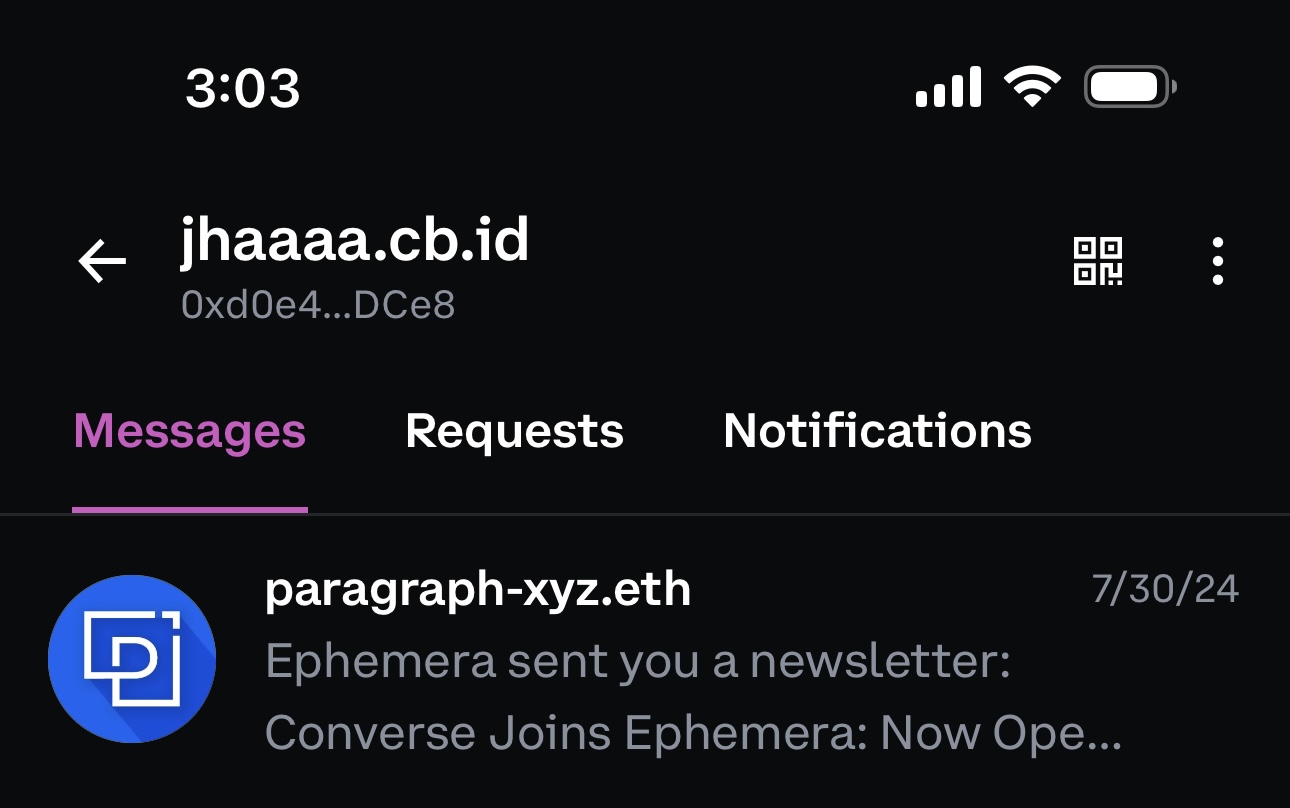 3:03
jhaaaa.cb.id
0xd0e4...DCe8
Messages Requests Notifications
paragraph-xyz.eth 7/30/24
Ephemera sent you a newsletter:
Converse Joins Ephemera: Now Ope...